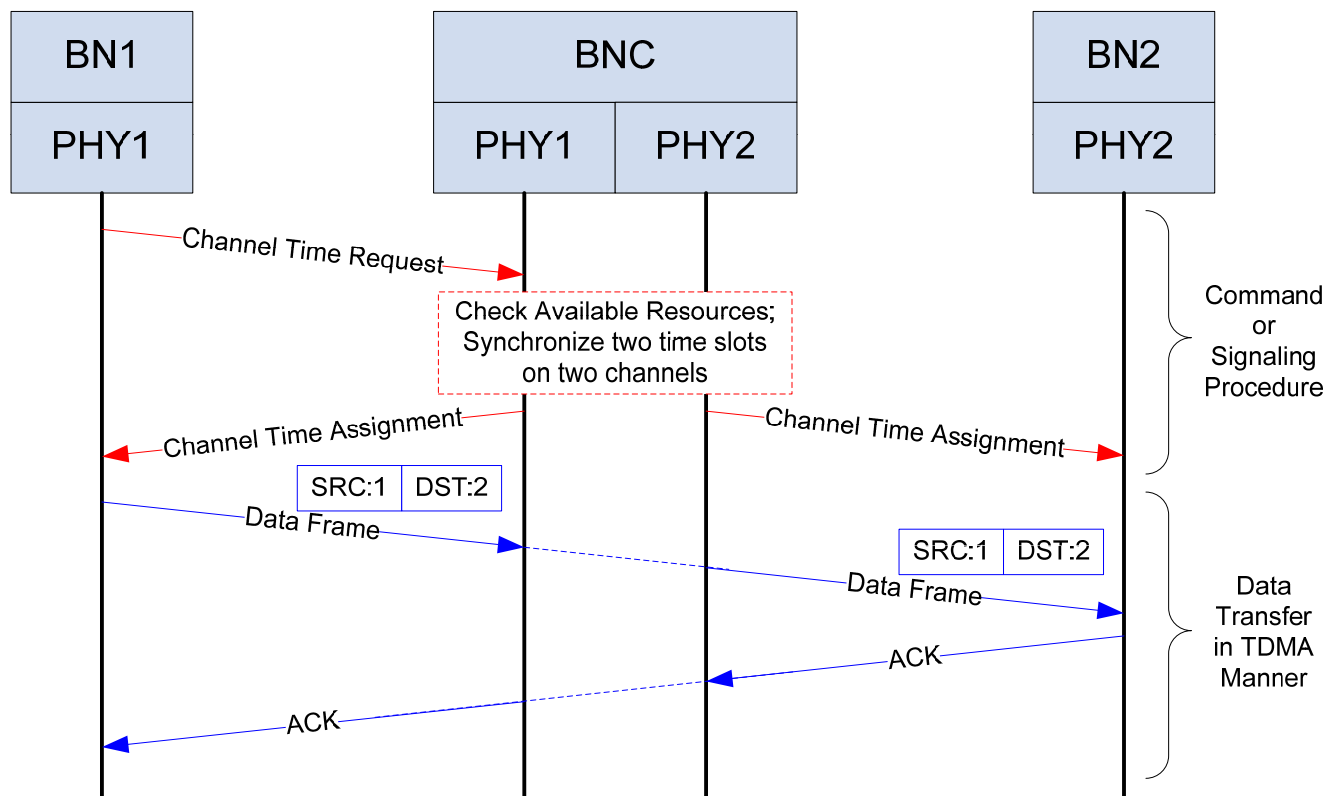 BN1
BNC
BN2
PHY1
PHY1
PHY2
PHY2
Channel Time Request
Check Available Resources;
Synchronize two time slots
on two channels
Command
or
Signaling
Procedure
Channel Time Assignment
Channel Time Assignment
SRC:1
DST:2
Data Frame
SRC:1
DST:2
Data Frame
Data
Transfer
in TDMA
Manner
ACK
ACK